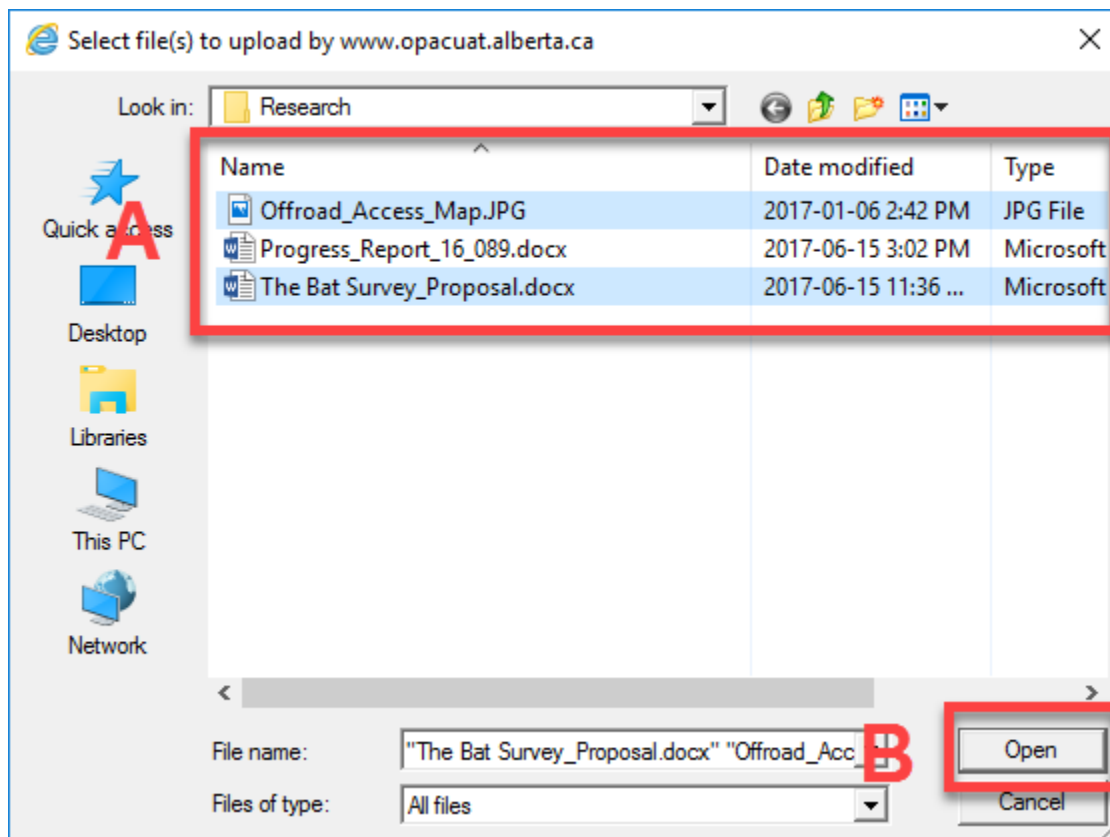 Select file(s) to upload by www.opacuat.alberta.ca
Look in: Research
Name Date modified Type
Offroad_Access_Map.JPG 2017-01-06 2:42 PM JPG File
Progress_Report_16_089.docx 2017-06-15 3:02 PM Microsoft
The Bat Survey_Proposal.docx 2017-06-15 11:36 ... Microsoft
Quick access
A
Desktop
Libraries
This PC
Network
File name: "The Bat Survey_Proposal.docx" "Offroad_Acc
B
Open
Files of type: All files
Cancel